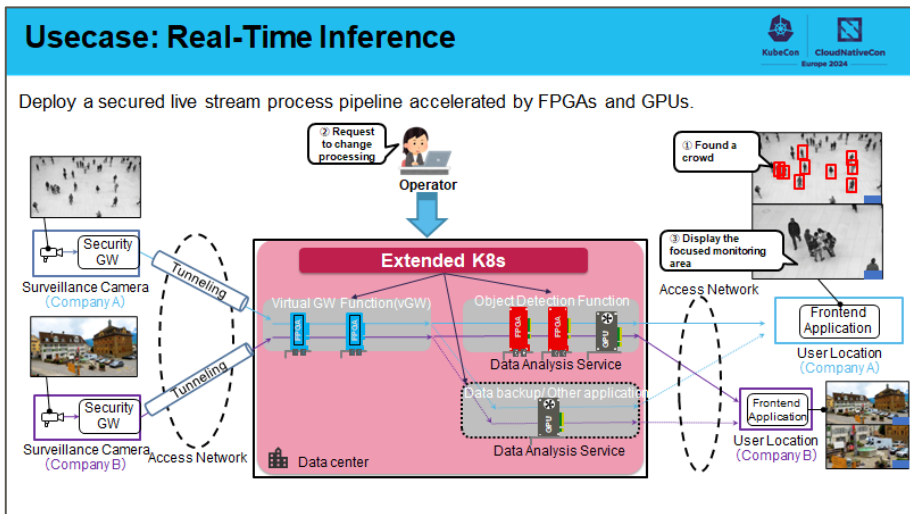 Usecase: Real-Time Inference
KubeCon
CloudNativeCon
Europe 2024
Deploy a secured live stream process pipeline accelerated by FPGAs and GPUs.
② Request
to change
processing
Operator
① Found a
crowd
③ Display the
focused monitoring
area
Security
GW
Surveillance Camera
(Company A)
Tunneling
Extended K8s
Virtual GW Function(vGW)
FPGA
FPGA
Object Detection Function
FPGA
FPGA
GPU
Data Analysis Service
Access Network
Frontend
Application
User Location
(Company A)
Tunneling
Security
GW
Surveillance Camera
(Company B)
Access Network
Data backup/ Other application
GPU
Data Analysis Service
Data center
Frontend
Application
User Location
(Company B)